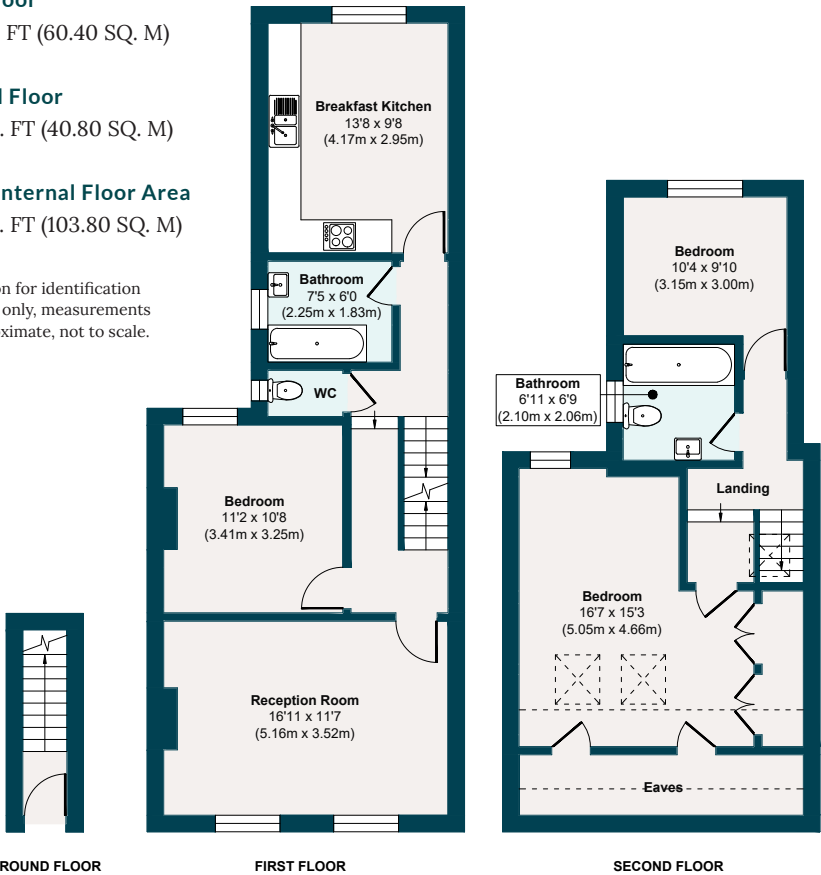 FT (60.40 SQ. M)
Floor
. FT (40.80 SQ. M)
nternal Floor Area
. FT (103.80 SQ. M)
n for identification
only, measurements
oximate, not to scale.
Breakfast Kitchen
13'8 x 9'8
(4.17m x 2.95m)
Bathroom
7'5 x 6'0
(2.25m x 1.83m)
WC
Bedroom
11'2 x 10'8
(3.41m x 3.25m)
Reception Room
16'11 x 11'7
(5.16m x 3.52m)
Bedroom
10'4 x 9'10
(3.15m x 3.00m)
Bathroom
6'11 x 6'9
(2.10m x 2.06m)
Landing
Bedroom
16'7 x 15'3
(5.05m x 4.66m)
Eaves
ROUND FLOOR
FIRST FLOOR
SECOND FLOOR